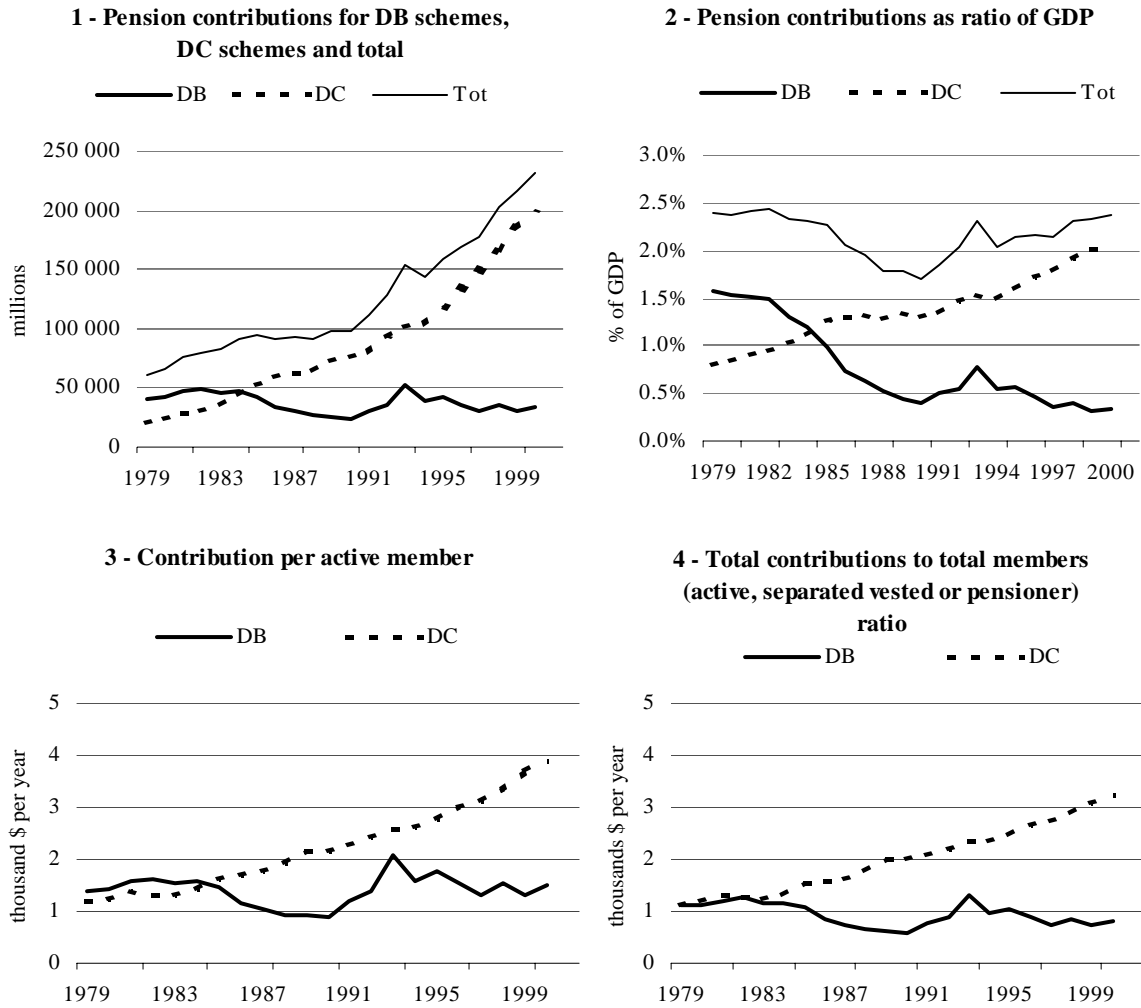 1 - Pension contributions for DB schemes,
DC schemes and total
DB DC Tot
millions
250 000
200 000
150 000
100 000
50 000
0
1979 1983 1987 1991 1995 1999
2 - Pension contributions as ratio of GDP
DB DC Tot
% of GDP
3.0%
2.5%
2.0%
1.5%
1.0%
0.5%
0.0%
1979 1982 1985 1988 1991 1994 1997 2000
3 - Contribution per active member
DB DC
thousand $ per year
5
4
3
2
1
0
1979 1983 1987 1991 1995 1999
4 - Total contributions to total members
(active, separated vested or pensioner)
ratio
DB DC
thousands $ per year
5
4
3
2
1
0
1979 1983 1987 1991 1995 1999